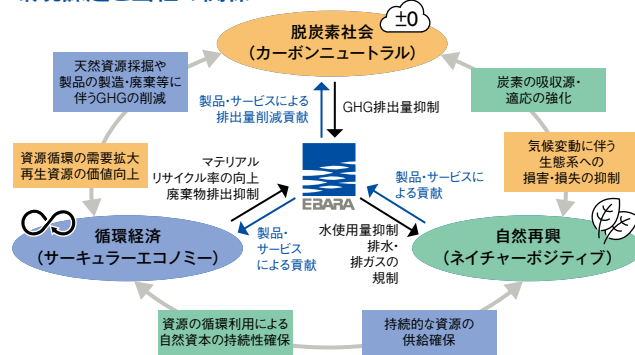 脱炭素社会
(カーボンニュートラル)
±0
天然資源採掘や
製品の製造・廃棄等に
伴うGHGの削減
炭素の吸収源・
適応の強化
製品・サービスによる
排出量削減貢献
GHG排出量抑制
資源循環の需要拡大
再生資源の価値向上
マテリアル
リサイクル率の向上
廃棄物排出抑制
EBARA
製品・サービスに
よる貢献
気候変動に伴う
生態系への
損害・損失の抑制
循環経済
(サーキュラーエコノミー)
製品・
サービス
による貢献
水使用量抑制
排水・
排ガスの
規制
自然再興
(ネイチャーポジティブ)
資源の循環利用による
自然資本の持続性確保
持続的な資源の
供給確保